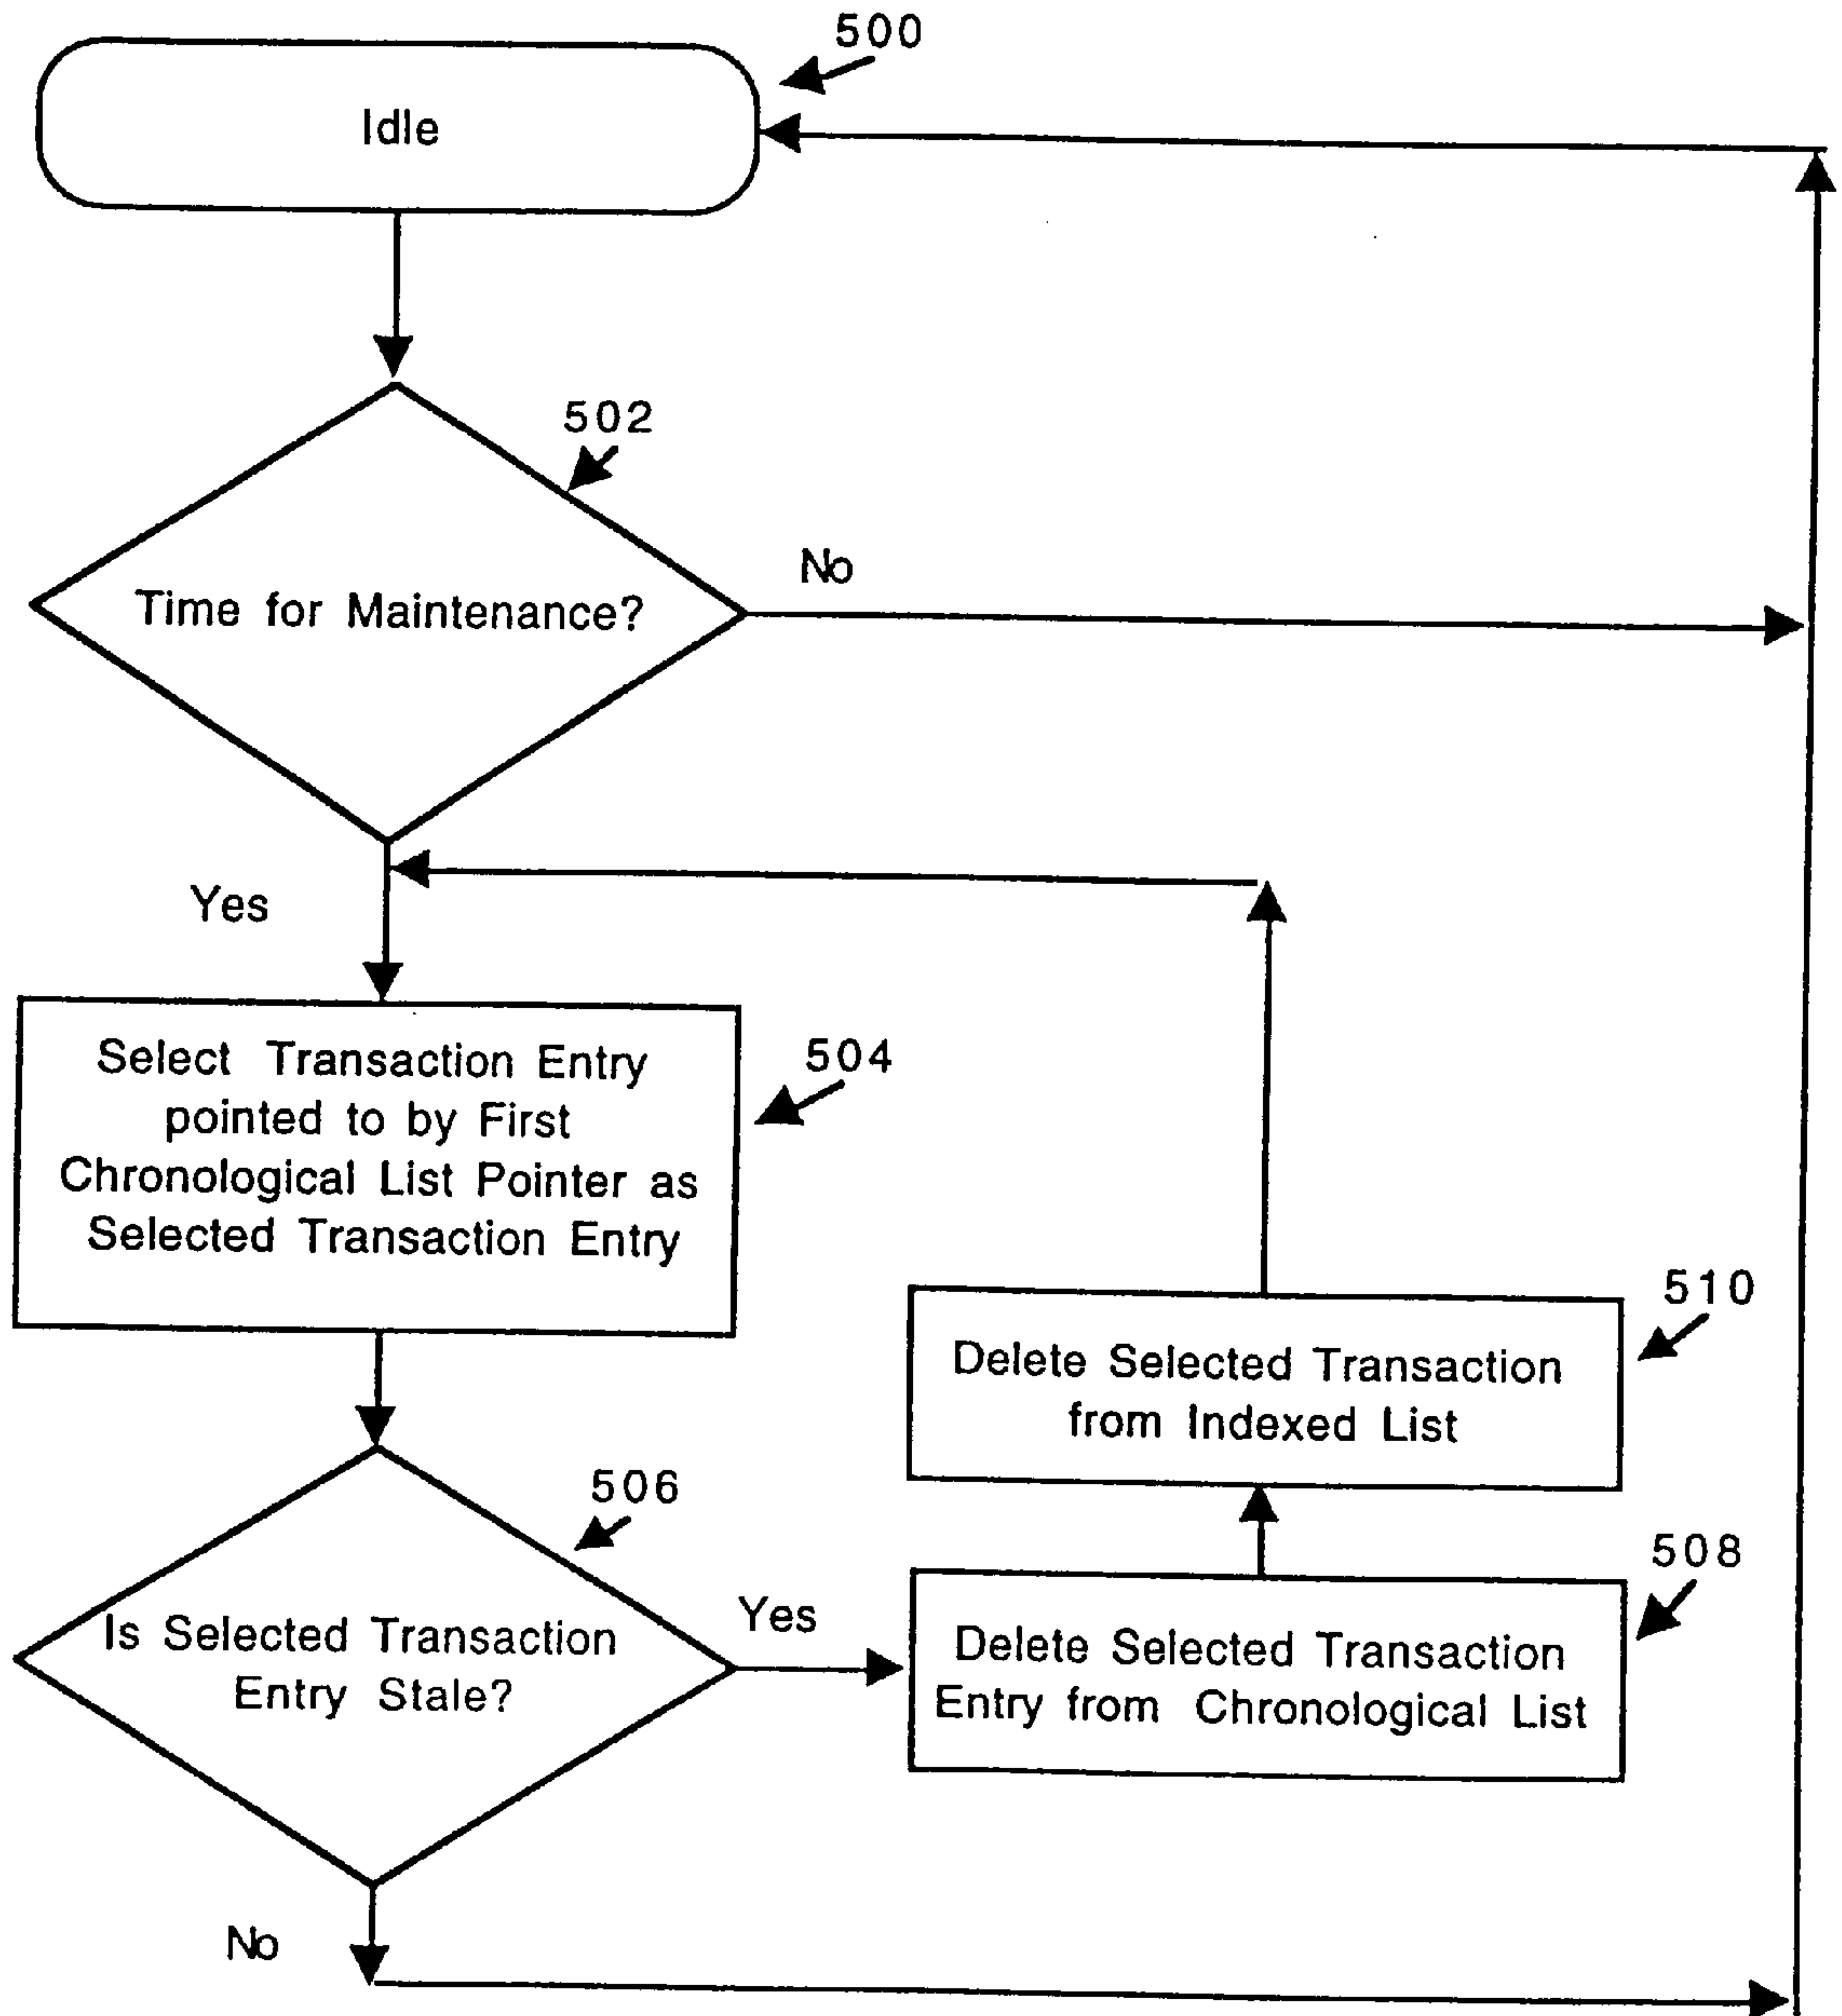 500
Idle
502
No
Time for Maintenance?
Yes
Select Transaction Entry
pointed to by First
Chronological List Pointer as
Selected Transaction Entry
504
510
Delete Selected Transaction
from Indexed List
506
508
Yes
Is Selected Transaction
Entry Stale?
Delete Selected Transaction
Entry from Chronological List
No